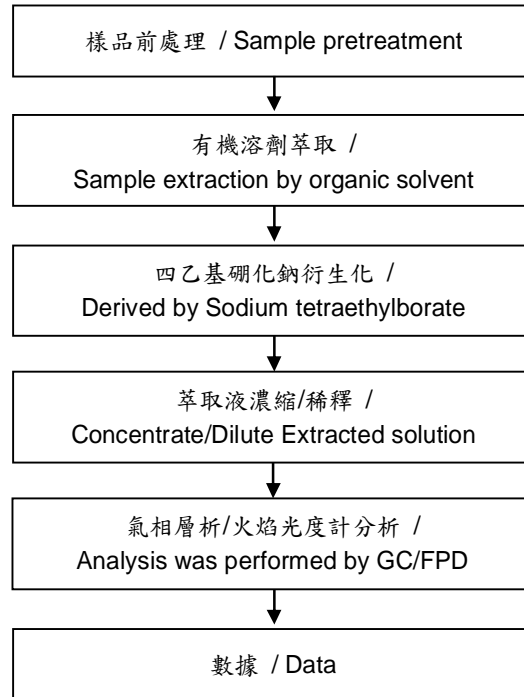 樣品前處理 / Sample pretreatment
有機溶劑萃取 /
Sample extraction by organic solvent
四乙基硼化鈉衍生化 /
Derived by Sodium tetraethylborate
萃取液濃縮/稀釋 /
Concentrate/Dilute Extracted solution
氣相層析/火焰光度計分析 /
Analysis was performed by GC/FPD
數據 / Data